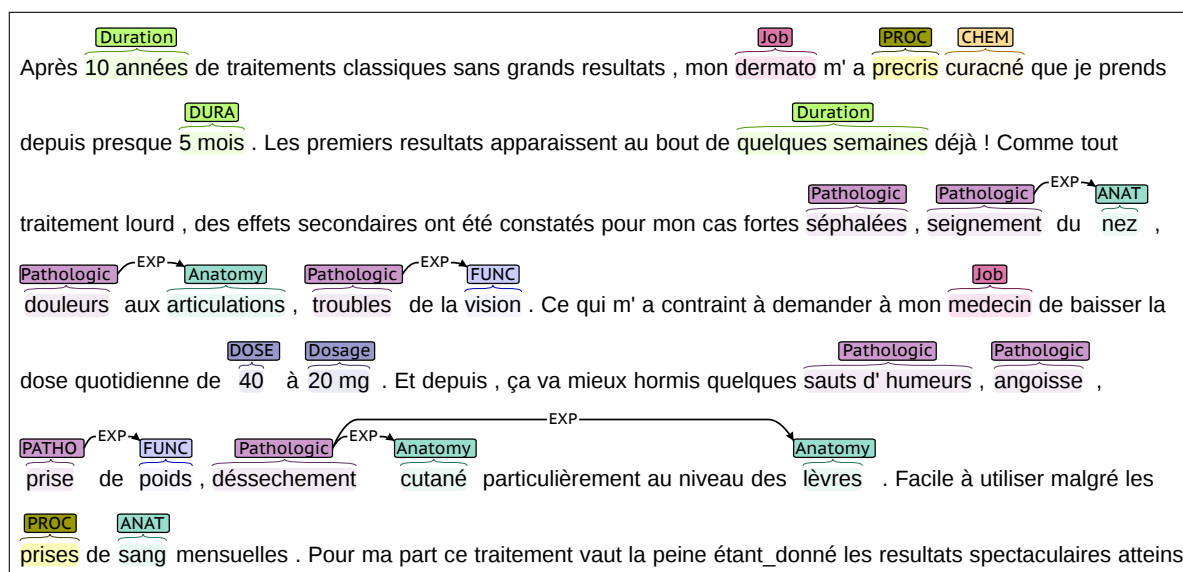 Duration Job PROC CHEM
Après 10 années de traitements classiques sans grands resultats , mon dermato m' a precris curacné que je prends
DURA Duration
depuis presque 5 mois . Les premiers resultats apparaissent au bout de quelques semaines déjà ! Comme tout
Pathologic Pathologic EXP ANAT
traitement lourd , des effets secondaires ont été constatés pour mon cas fortes séphalées , seignement du nez ,
Pathologic EXP Anatomy Pathologic EXP FUNC Job
douleurs aux articulations , troubles de la vision . Ce qui m' a contraint à demander à mon medecin de baisser la
DOSE Dosage Pathologic Pathologic
dose quotidienne de 40 à 20 mg . Et depuis , ça va mieux hormis quelques sauts d' humeurs , angoisse ,
EXP
PATHO EXP FUNC Pathologic EXP Anatomy Anatomy
prise de poids , déssechement cutané particulièrement au niveau des lèvres . Facile à utiliser malgré les
PROC ANAT
prises de sang mensuelles . Pour ma part ce traitement vaut la peine étant_donné les resultats spectaculaires atteins